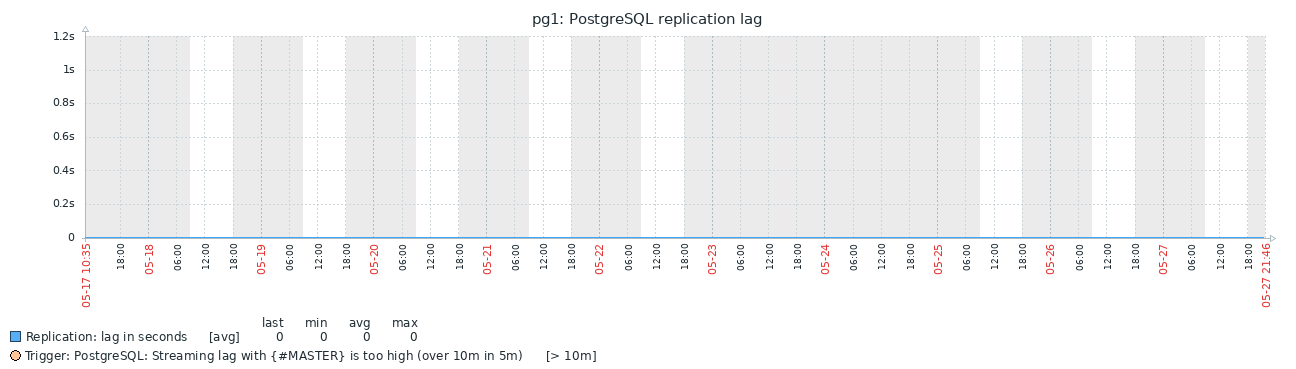 pg1: PostgreSQL replication lag
1.2s
1s
0.8s
0.6s
0.4s
0.2s
0
05-17 10:35 18:00 05-18 06:00 12:00 18:00 05-19 06:00 12:00 18:00 05-20 06:00 12:00 18:00 05-21 06:00 12:00 18:00 05-22 06:00 12:00 18:00 05-23 06:00 12:00 18:00 05-24 06:00 12:00 18:00 05-25 06:00 12:00 18:00 05-26 06:00 12:00 18:00 05-27 06:00 12:00 18:00 05-27 21:46
last min avg max
Replication: lag in seconds [avg] 0 0 0 0
Trigger: PostgreSQL: Streaming lag with {#MASTER} is too high (over 10m in 5m) [> 10m]